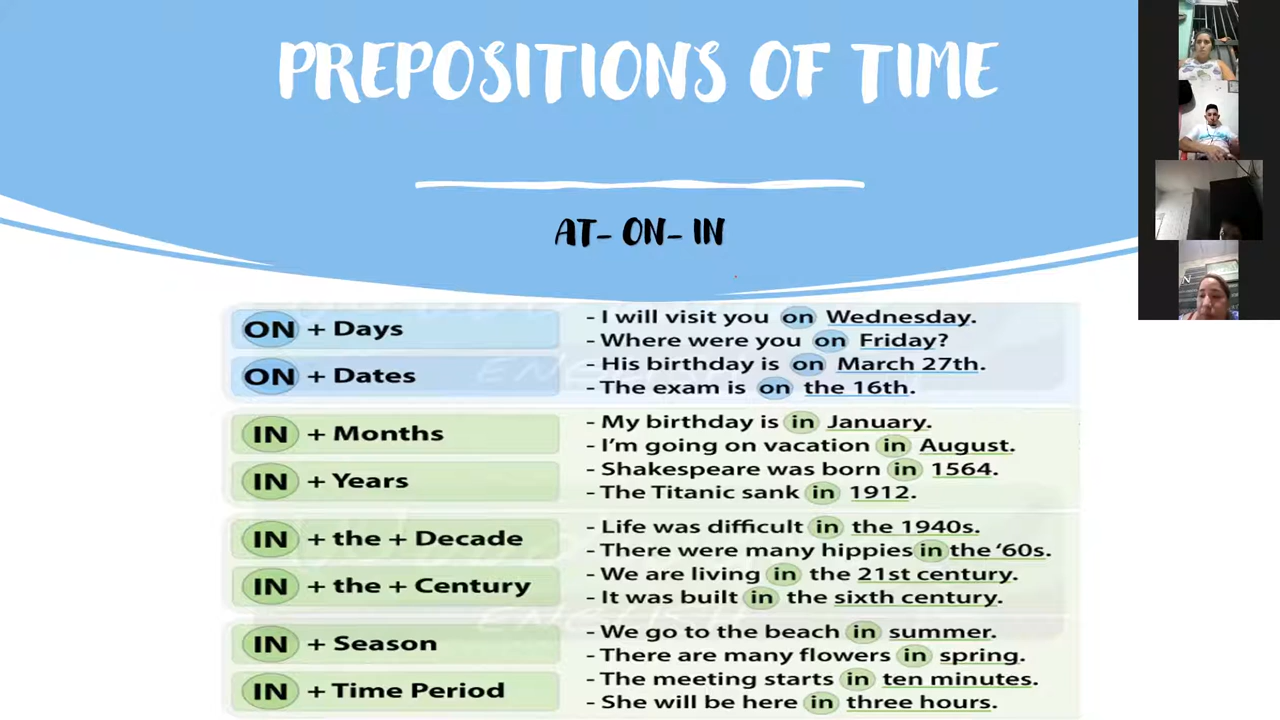 PREPOSITIONS OF TIME
AT- ON- IN
ON + Days
- I will visit you on Wednesday.
- Where were you on Friday?
ON + Dates
- His birthday is on March 27th.
- The exam is on the 16th.
IN + Months
- My birthday is in January.
- I'm going on vacation in August.
IN + Years
- Shakespeare was born in 1564.
- The Titanic sank in 1912.
IN + the + Decade
- Life was difficult in the 1940s.
- There were many hippies in the '60s.
IN + the + Century
- We are living in the 21st century.
- It was built in the sixth century.
IN + Season
- We go to the beach in summer.
- There are many flowers in spring.
IN + Time Period
- The meeting starts in ten minutes.
- She will be here in three hours.